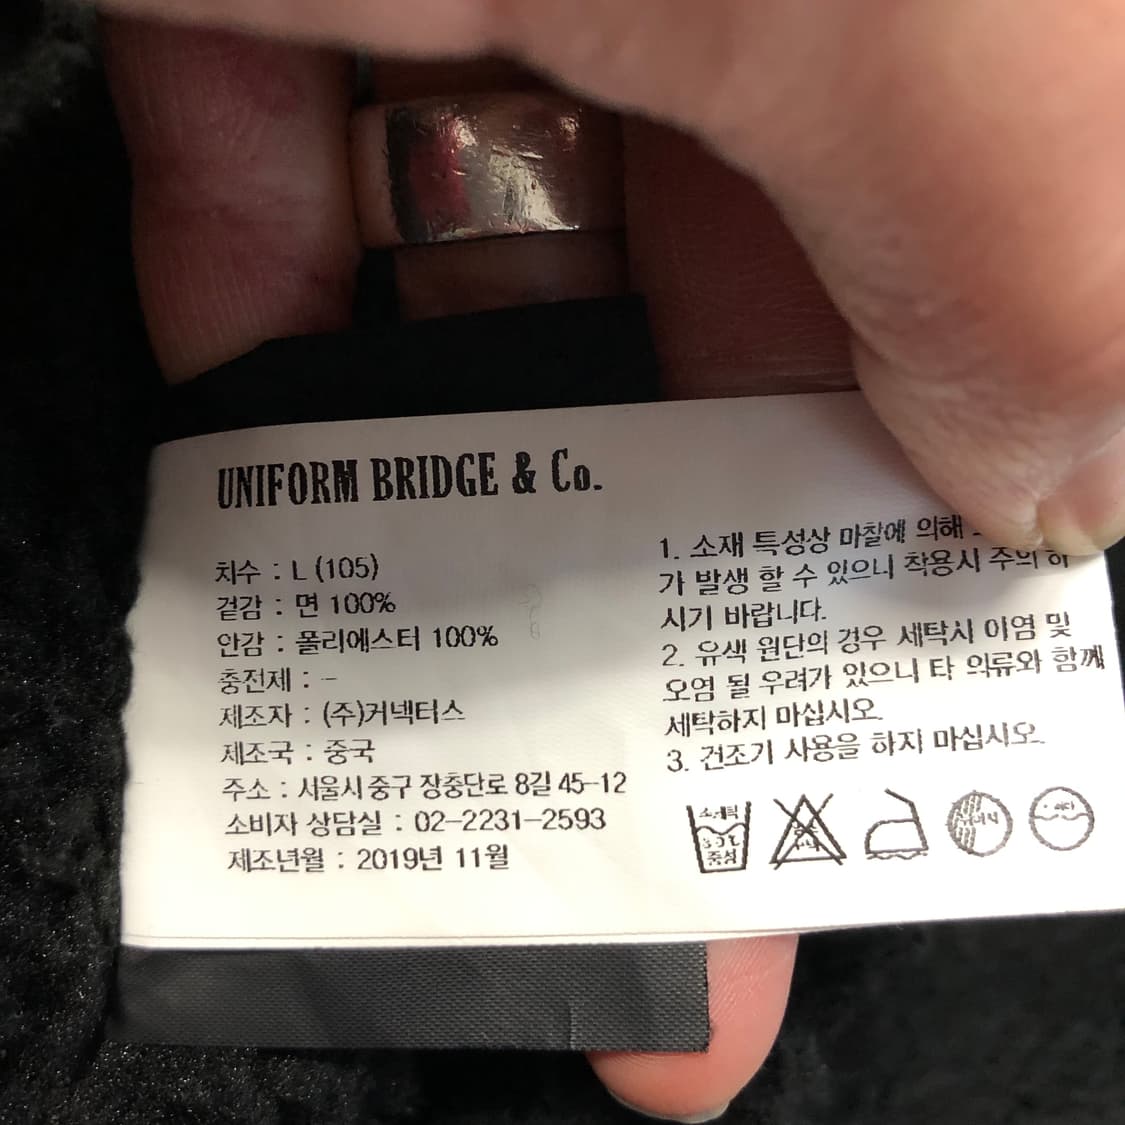 UNIFORM BRIDGE & Co.
치수 : L (105)
겉감 : 면 100%
안감 : 폴리에스터 100%
충전제 : -
제조자 : (주)커넥터스
제조국 : 중국
주소 : 서울시 중구 장충단로 8길 45-12
소비자 상담실 : 02-2231-2593
제조년월 : 2019년 11월
1. 소재 특성상 마찰에 의해
가 발생 할 수 있으니 착용시 주의 하
시기 바랍니다.
2. 유색 원단의 경우 세탁시 이염 및
오염 될 우려가 있으니 타 의류와 함께
세탁하지 마십시오.
3. 건조기 사용을 하지 마십시오.
중성